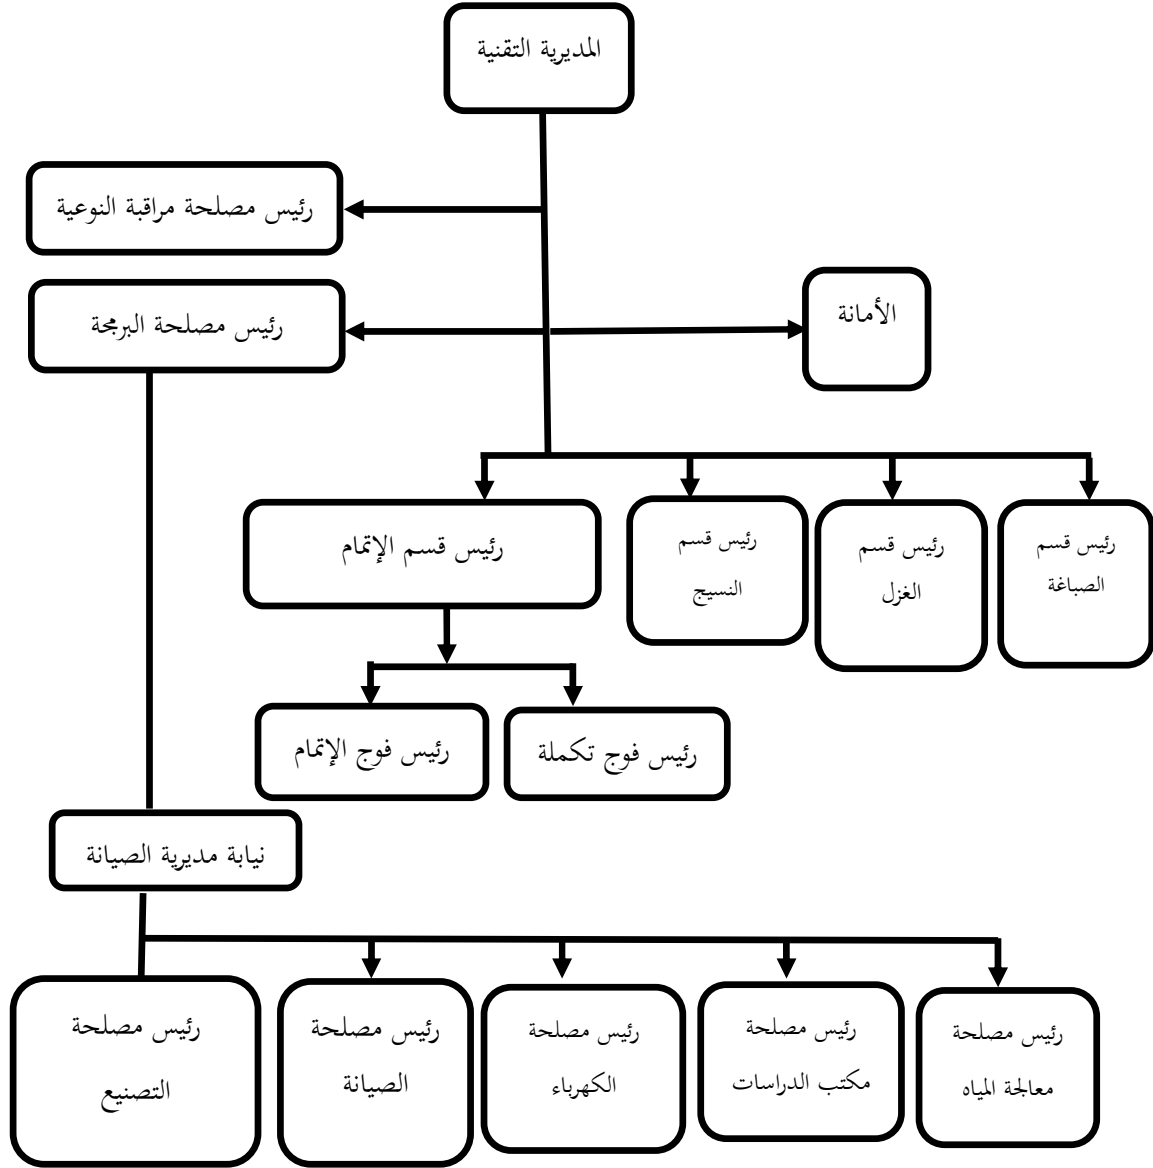 المديرية التقنية
رئيس مصلحة مراقبة النوعية
الأمانة
رئيس مصلحة البرمجة
رئيس قسم
الصباغة
رئيس قسم
الغزل
رئيس قسم
النسيج
رئيس قسم الإتمام
رئيس فوج تكملة
رئيس فوج الإتمام
نيابة مديرية الصيانة
رئيس مصلحة
معالجة المياه
رئيس مصلحة
مكتب الدراسات
رئيس مصلحة
الكهرباء
رئيس مصلحة
الصيانة
رئيس مصلحة
التصنيع